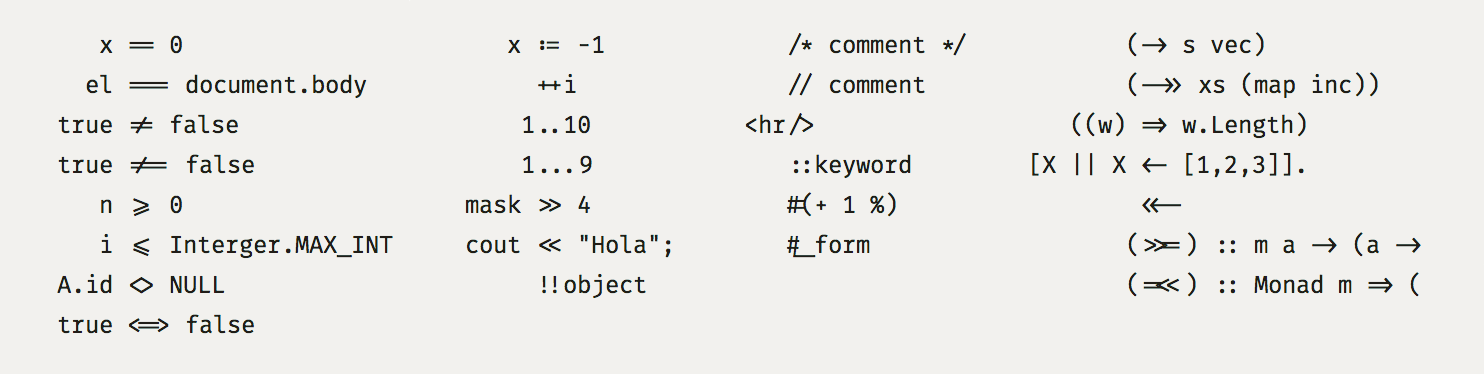 x == 0
el === document.body
true != false
true !== false
n >= 0
i <= Interger.MAX_INT
A.id <> NULL
true <=> false
x := -1
++i
1..10
1...9
mask >> 4
cout << "Hola";
!!object
/* comment */
// comment
<hr/>
::keyword
#(+ 1 %)
#_form
(-> s vec)
(->> xs (map inc))
((w) => w.Length)
[X || X <- [1,2,3]].
<<-
(>>=) :: m a -> (a ->
(=<<) :: Monad m => (